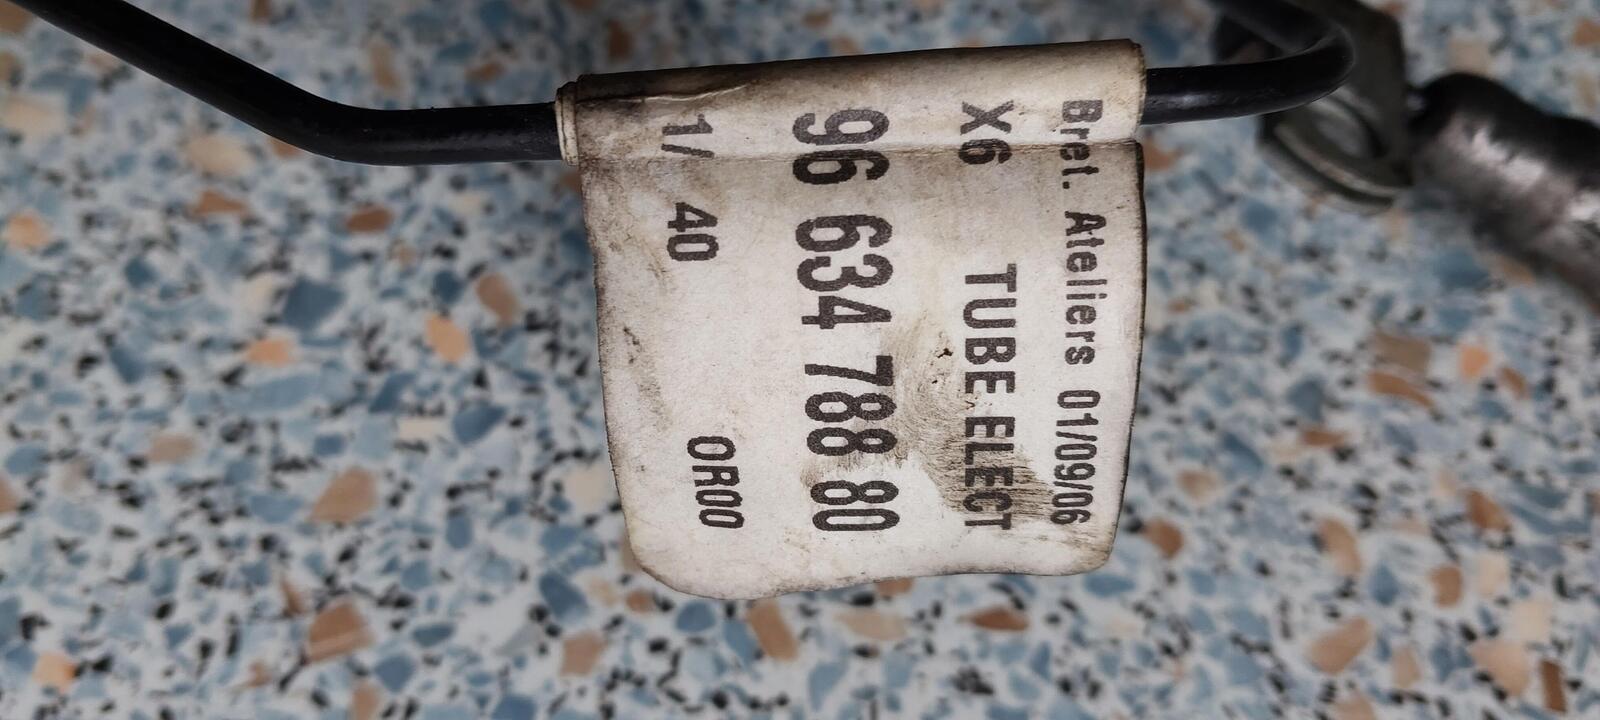 Bret. Ateliers 01/09/06
X6 TUBE ELECT
96 634 788 80
1/ 40 OR00